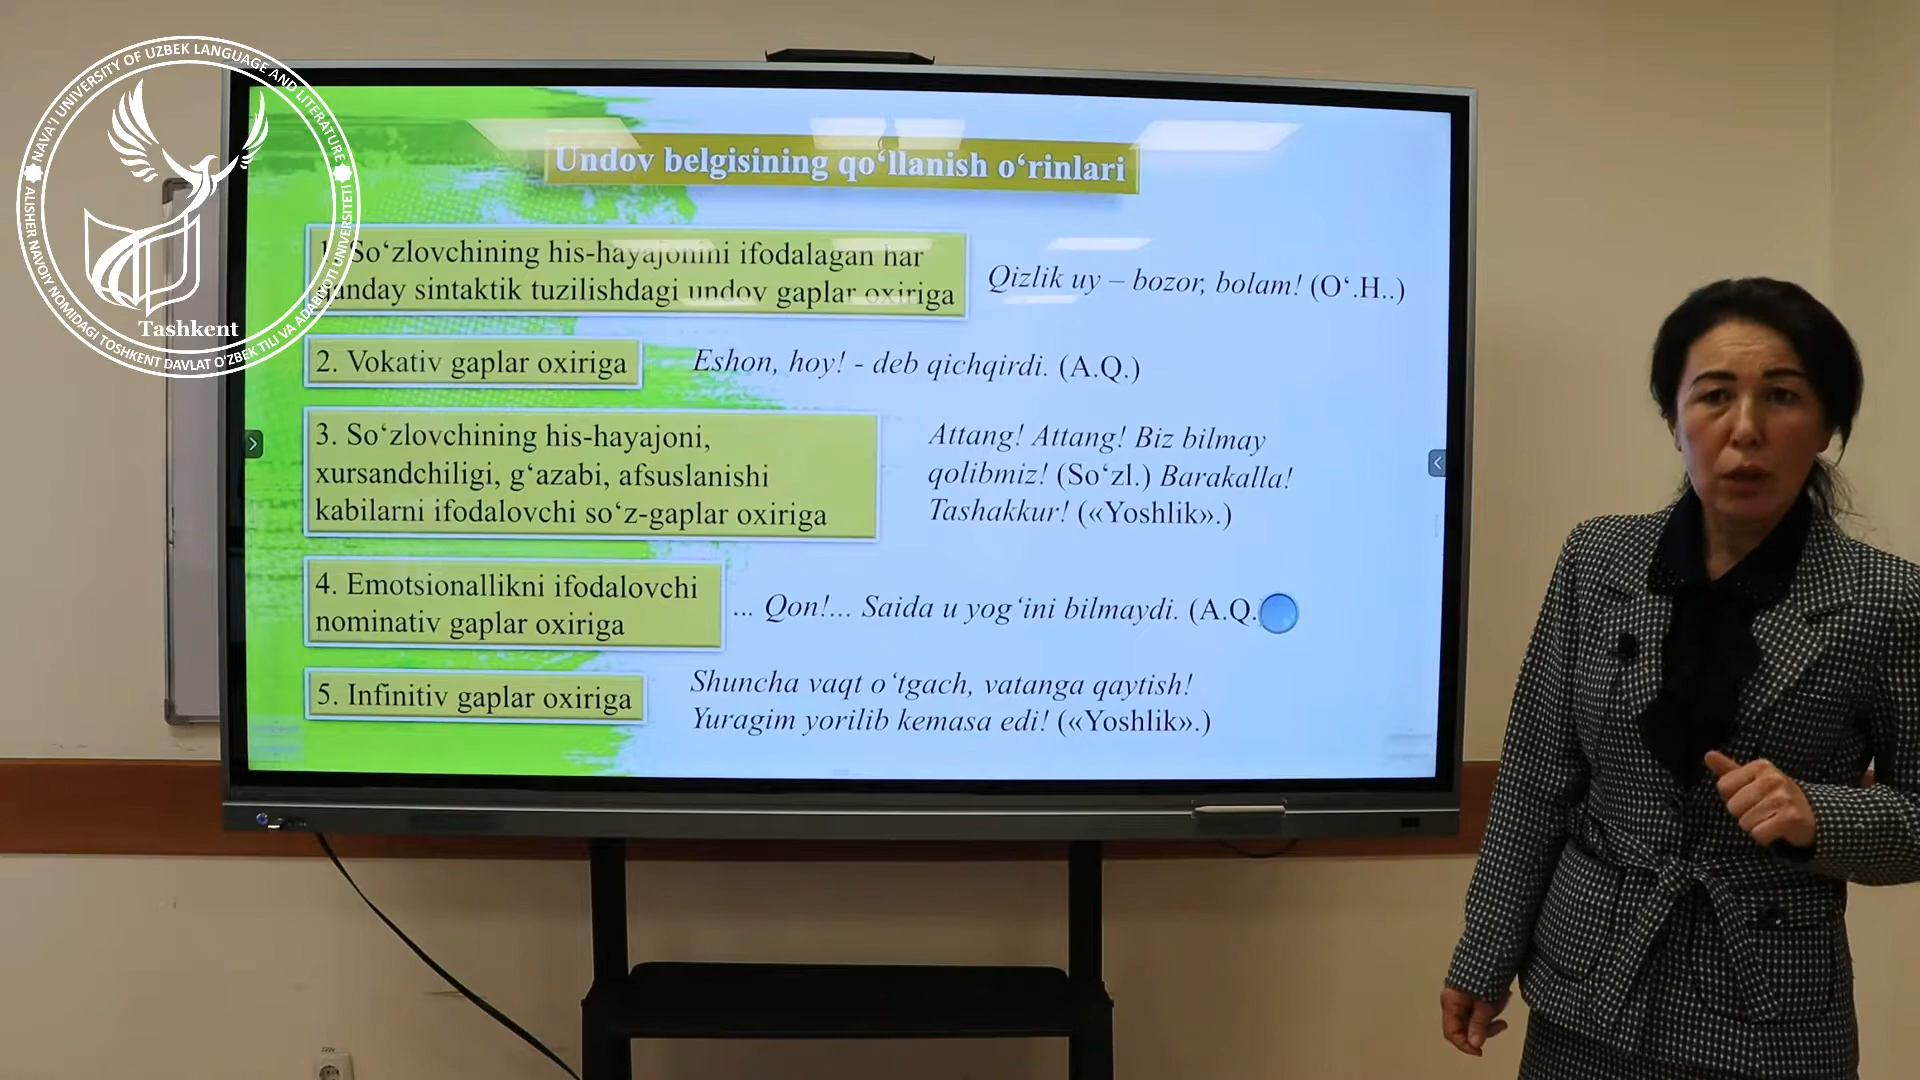 NAVA'I UNIVERSITY OF UZBEK LANGUAGE AND LITERATURE
ALISHER NAVOIY NOMIDAGI TOSHKENT DAVLAT O'ZBEK TILI VA ADABIYOTI UNIVERSITETI
Tashkent
Undov belgisining qo‘llanish o‘rinlari
1. So‘zlovchining his-hayajonini ifodalagan har
qanday sintaktik tuzilishdagi undov gaplar oxiriga
Qizlik uy – bozor, bolam! (O‘.H..)
2. Vokativ gaplar oxiriga
Eshon, hoy! - deb qichqirdi. (A.Q.)
3. So‘zlovchining his-hayajoni,
xursandchiligi, g‘azabi, afsuslanishi
kabilarni ifodalovchi so‘z-gaplar oxiriga
Attang! Attang! Biz bilmay
qolibmiz! (So‘zl.) Barakalla!
Tashakkur! («Yoshlik».)
4. Emotsionallikni ifodalovchi
nominativ gaplar oxiriga
... Qon!... Saida u yog‘ini bilmaydi. (A.Q.
5. Infinitiv gaplar oxiriga
Shuncha vaqt o‘tgach, vatanga qaytish!
Yuragim yorilib kemasa edi! («Yoshlik».)